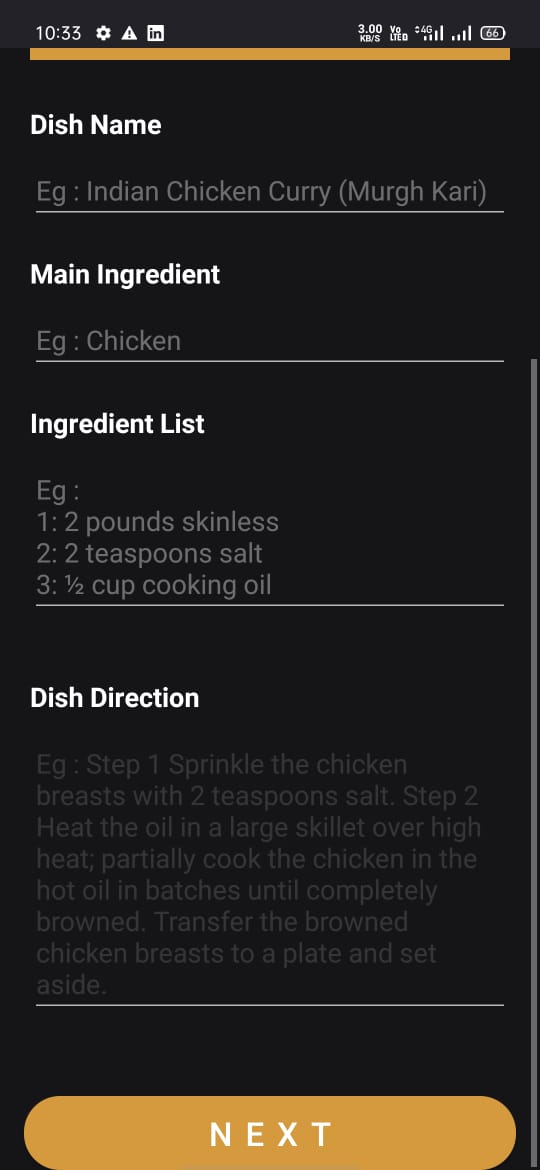 10:33 in 3.00 KB/S Vo LTED 4G 66
Dish Name
Eg : Indian Chicken Curry (Murgh Kari)
Main Ingredient
Eg : Chicken
Ingredient List
Eg :
1: 2 pounds skinless
2: 2 teaspoons salt
3: ½ cup cooking oil
Dish Direction
Eg : Step 1 Sprinkle the chicken
breasts with 2 teaspoons salt. Step 2
Heat the oil in a large skillet over high
heat; partially cook the chicken in the
hot oil in batches until completely
browned. Transfer the browned
chicken breasts to a plate and set
aside.
NEXT